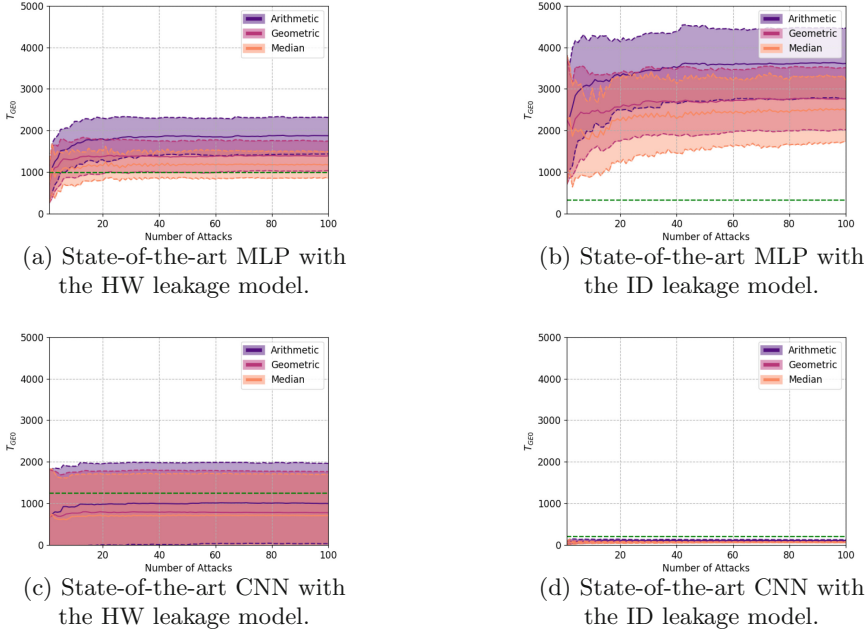 5000
4000
3000
2000
1000
0
T_GE0
20
40
60
80
100
Number of Attacks
Arithmetic
Geometric
Median
(a) State-of-the-art MLP with
the HW leakage model.
5000
4000
3000
2000
1000
0
T_GE0
20
40
60
80
100
Number of Attacks
Arithmetic
Geometric
Median
(b) State-of-the-art MLP with
the ID leakage model.
5000
4000
3000
2000
1000
0
T_GE0
20
40
60
80
100
Number of Attacks
Arithmetic
Geometric
Median
(c) State-of-the-art CNN with
the HW leakage model.
5000
4000
3000
2000
1000
0
T_GE0
20
40
60
80
100
Number of Attacks
Arithmetic
Geometric
Median
(d) State-of-the-art CNN with
the ID leakage model.